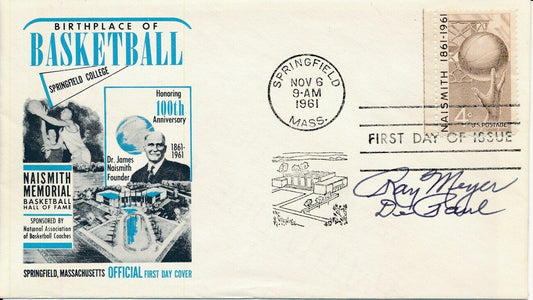 BIRTHPLACE OF
BASKETBALL
SPRINGFIELD COLLEGE
Honoring
100th
Anniversary
1861-
1961
Dr. James
Naismith
Founder
NAISMITH
MEMORIAL
BASKETBALL
HALL OF FAME
SPONSORED BY
National Association
of Basketball Coaches
SPRINGFIELD, MASSACHUSETTS OFFICIAL FIRST DAY COVER
SPRINGFIELD
NOV 6
9-AM
1961
MASS.
NAISMITH 1861-1961
4¢
U.S. POSTAGE
FIRST DAY OF ISSUE
Ray Meyer
De Paul